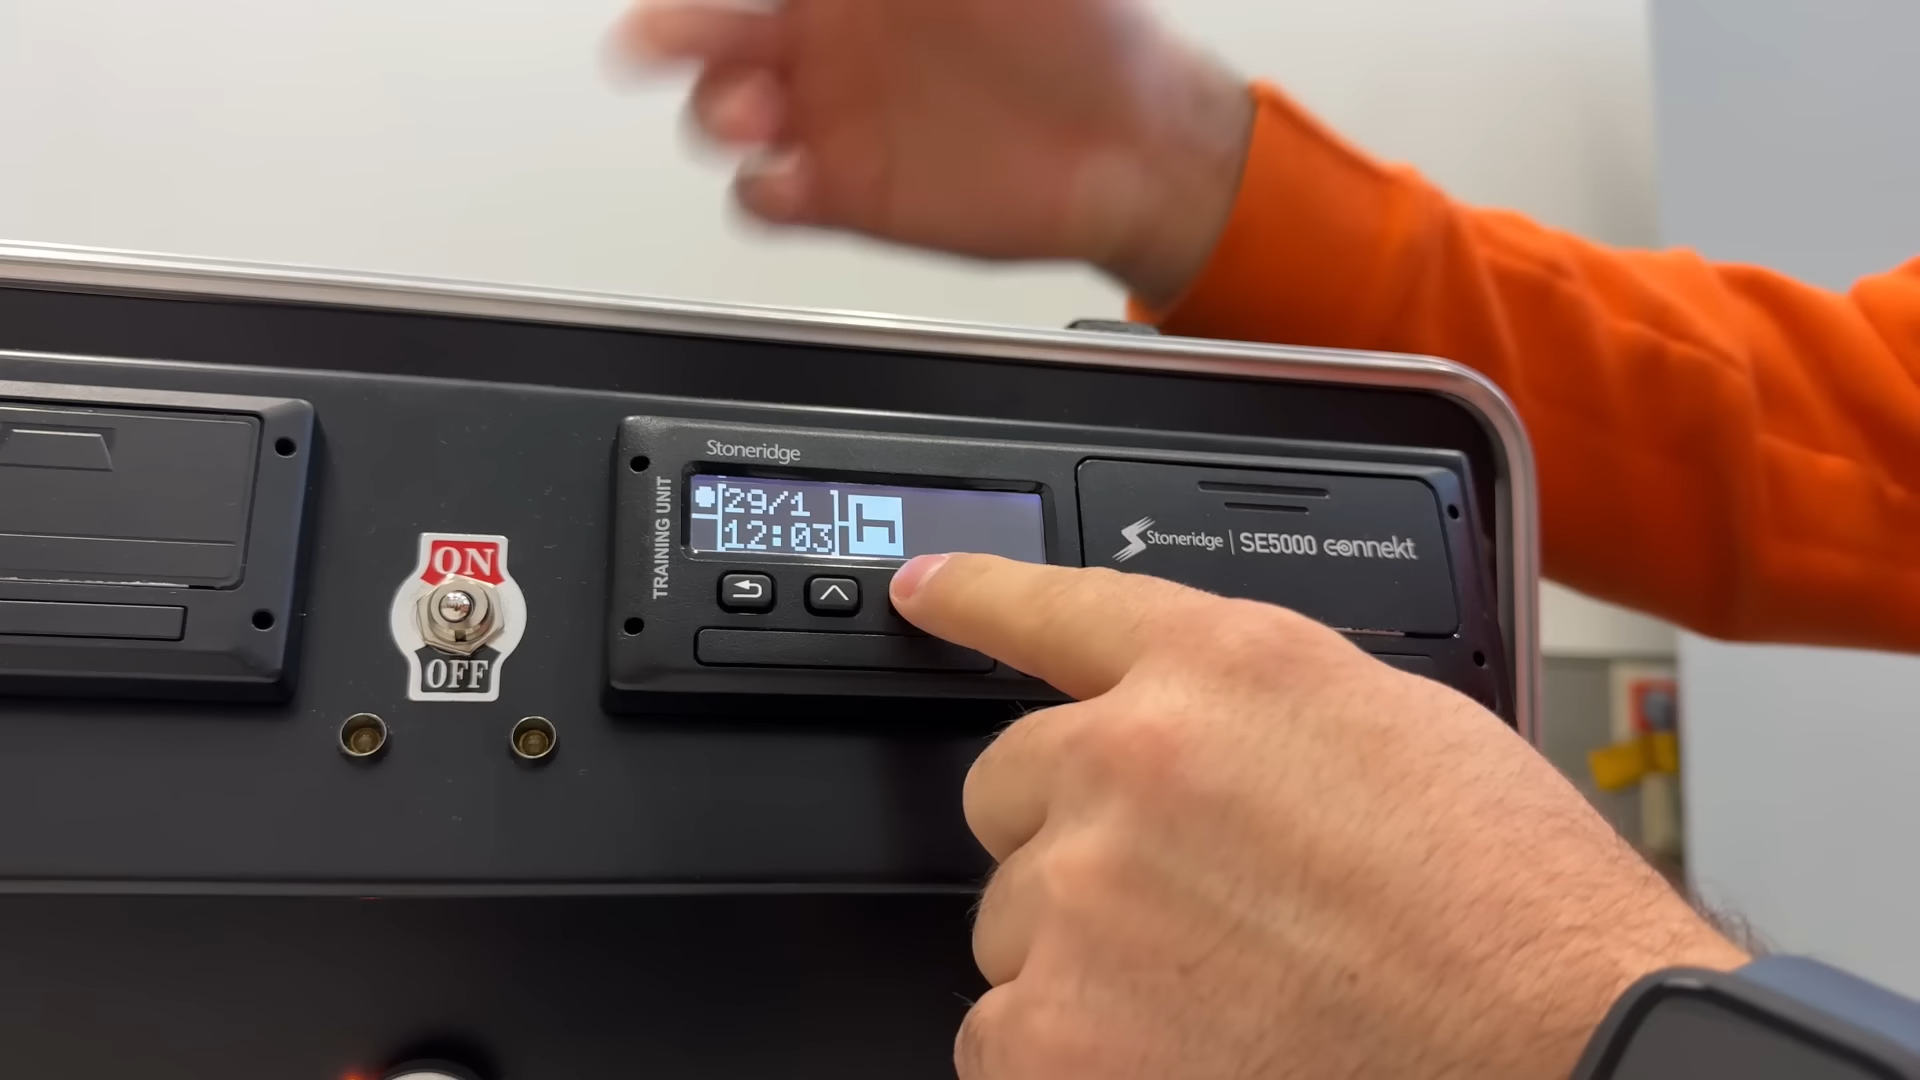 Stoneridge
TRAINING UNIT
29/1
12:03
Stoneridge | SE5000 connekt
ON
OFF